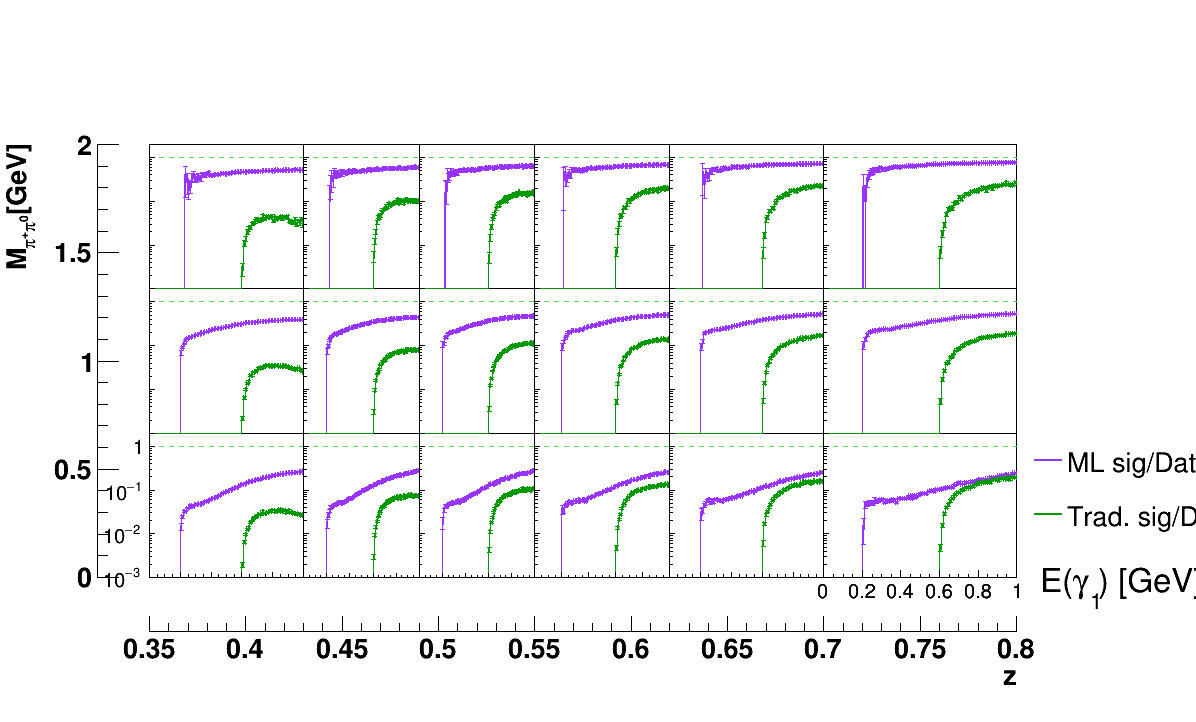 M π⁺π⁰ [GeV]
2
1.5
1
0.5
0
1
10⁻¹
10⁻²
10⁻³
ML sig/Dat
Trad. sig/D
0 0.2 0.4 0.6 0.8 1
E(γ₁) [GeV]
0.35 0.4 0.45 0.5 0.55 0.6 0.65 0.7 0.75 0.8
z